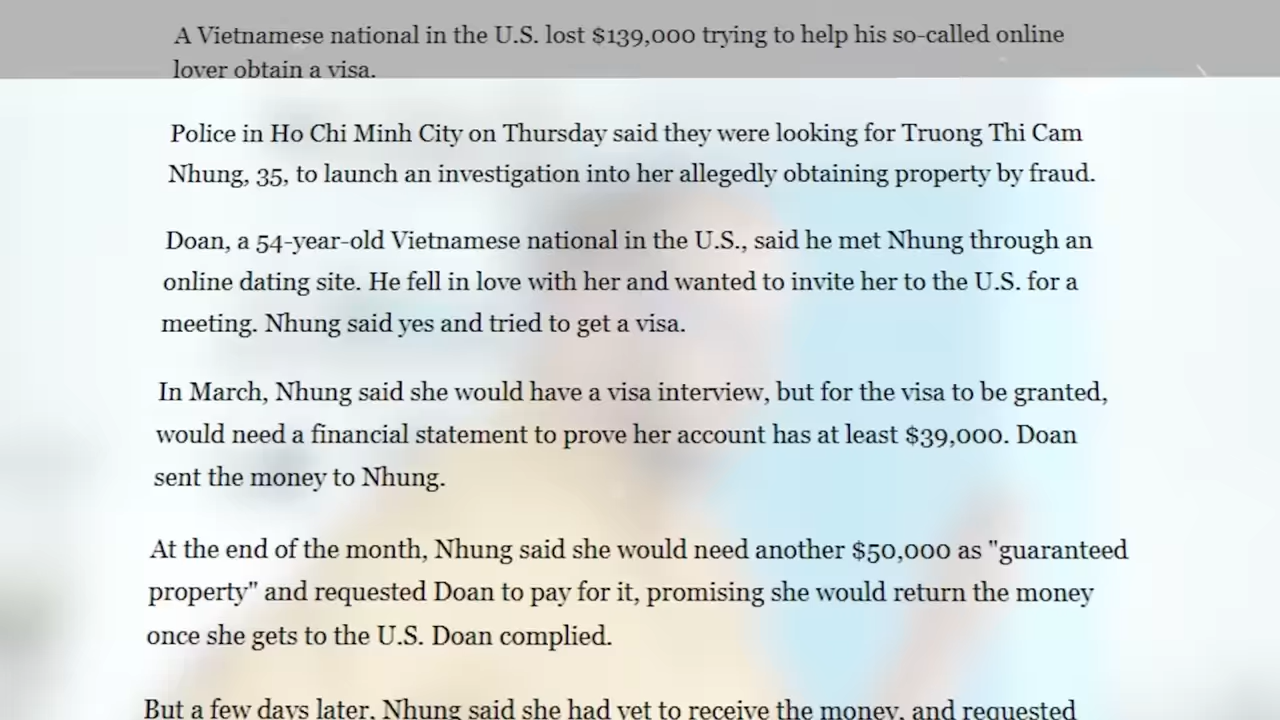 A Vietnamese national in the U.S. lost $139,000 trying to help his so-called online
lover obtain a visa.
Police in Ho Chi Minh City on Thursday said they were looking for Truong Thi Cam
Nhung, 35, to launch an investigation into her allegedly obtaining property by fraud.
Doan, a 54-year-old Vietnamese national in the U.S., said he met Nhung through an
online dating site. He fell in love with her and wanted to invite her to the U.S. for a
meeting. Nhung said yes and tried to get a visa.
In March, Nhung said she would have a visa interview, but for the visa to be granted,
would need a financial statement to prove her account has at least $39,000. Doan
sent the money to Nhung.
At the end of the month, Nhung said she would need another $50,000 as "guaranteed
property" and requested Doan to pay for it, promising she would return the money
once she gets to the U.S. Doan complied.
But a few days later, Nhung said she had yet to receive the money, and requested